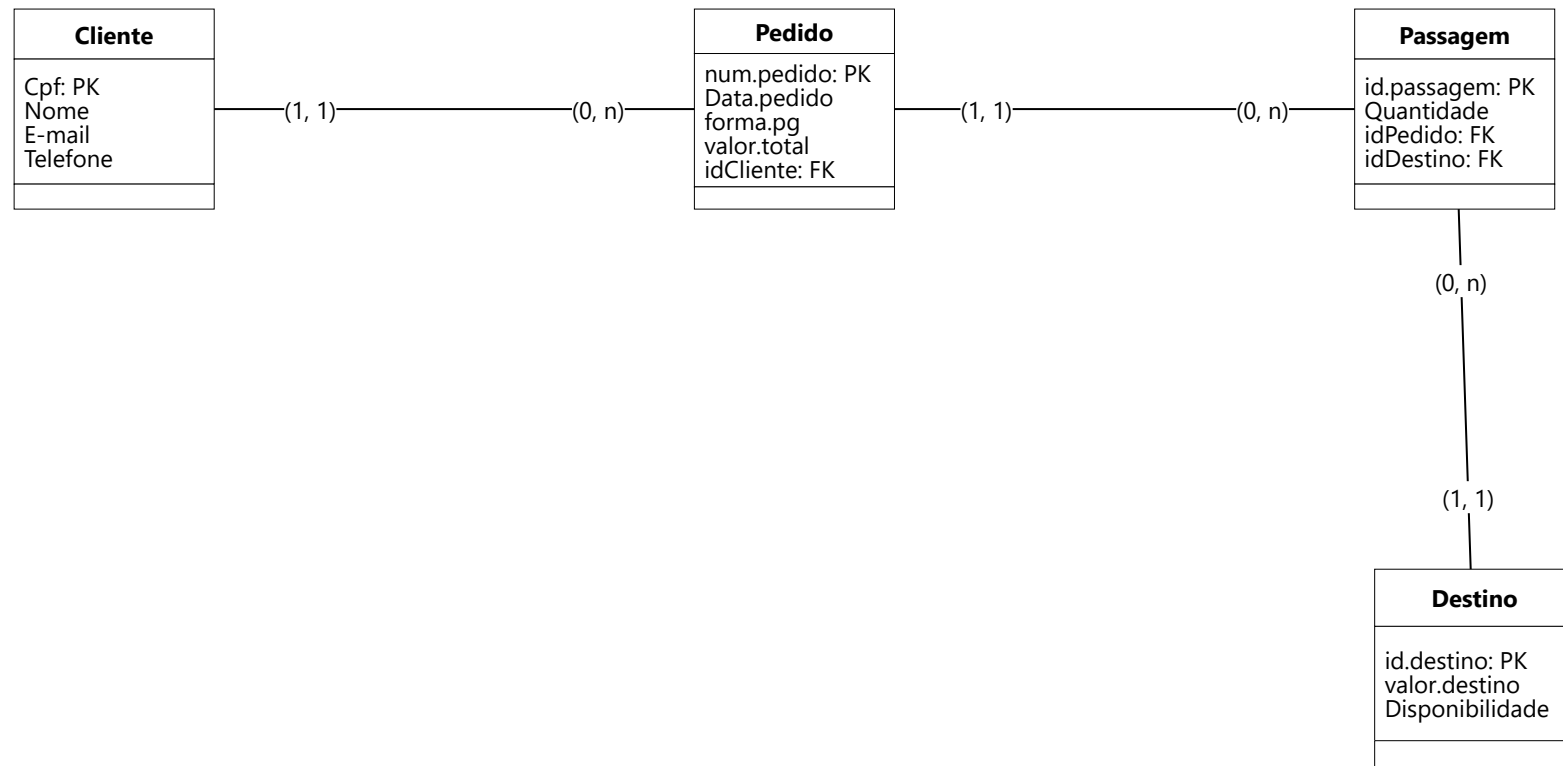 Cliente
Cpf: PK
Nome
E-mail
Telefone
(1, 1)
(0, n)
Pedido
num.pedido: PK
Data.pedido
forma.pg
valor.total
idCliente: FK
(1, 1)
(0, n)
Passagem
id.passagem: PK
Quantidade
idPedido: FK
idDestino: FK
(0, n)
(1, 1)
Destino
id.destino: PK
valor.destino
Disponibilidade